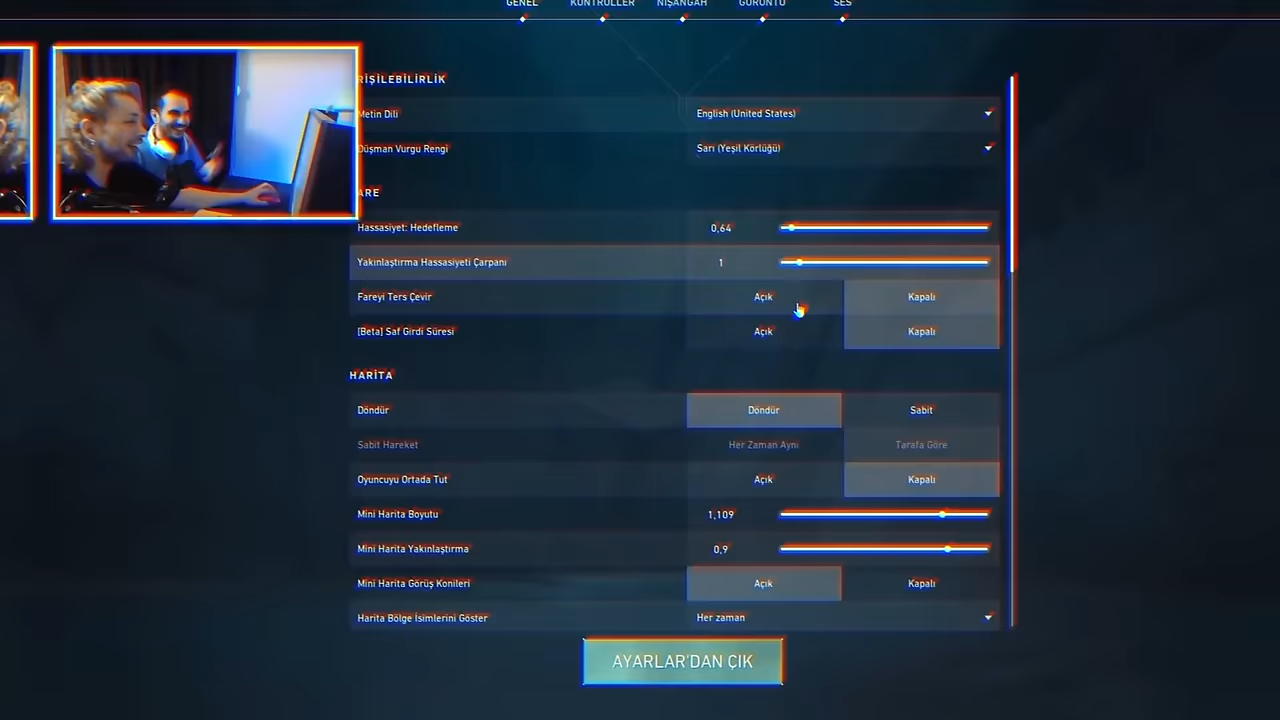 GENEL KONTROLLER NİŞANGAH GÖRÜNTÜ SES
RİŞİLEBİLİRLİK
Metin Dili English (United States)
Düşman Vurgu Rengi Sarı (Yeşil Körlüğü)
ARE
Hassasiyet: Hedefleme 0,64
Yakınlaştırma Hassasiyeti Çarpanı 1
Fareyi Ters Çevir Açık Kapalı
[Beta] Saf Girdi Süresi Açık Kapalı
HARİTA
Döndür Döndür Sabit
Sabit Hareket Her Zaman Aynı Tarafa Göre
Oyuncuyu Ortada Tut Açık Kapalı
Mini Harita Boyutu 1,109
Mini Harita Yakınlaştırma 0,9
Mini Harita Görüş Konileri Açık Kapalı
Harita Bölge İsimlerini Göster Her zaman
AYARLAR'DAN ÇIK